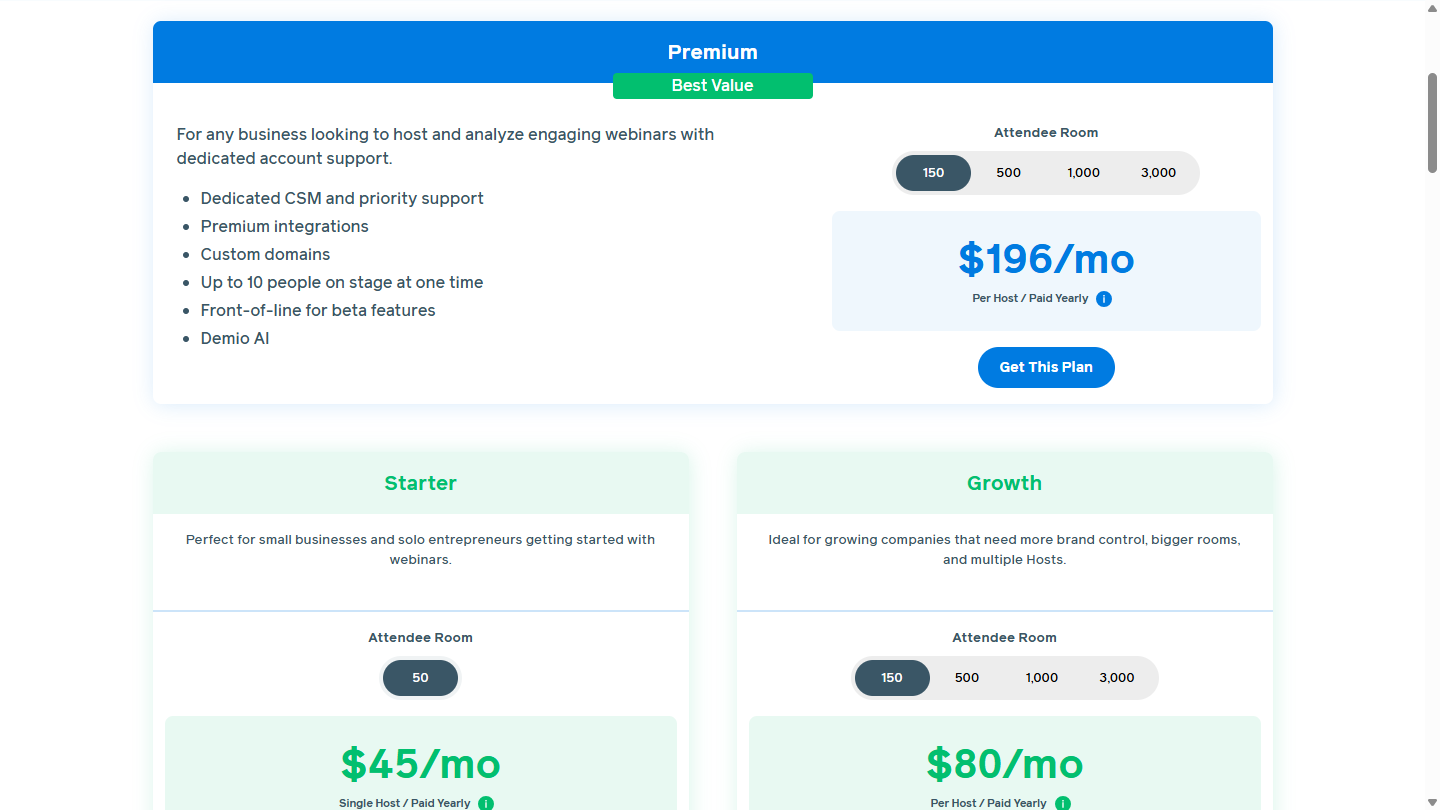 Premium
Best Value
For any business looking to host and analyze engaging webinars with
dedicated account support.
Dedicated CSM and priority support
Premium integrations
Custom domains
Up to 10 people on stage at one time
Front-of-line for beta features
Demio AI
Attendee Room
150 500 1,000 3,000
$196/mo
Per Host / Paid Yearly i
Get This Plan
Starter
Perfect for small businesses and solo entrepreneurs getting started with
webinars.
Attendee Room
50
$45/mo
Single Host / Paid Yearly i
Growth
Ideal for growing companies that need more brand control, bigger rooms,
and multiple Hosts.
Attendee Room
150 500 1,000 3,000
$80/mo
Per Host / Paid Yearly i